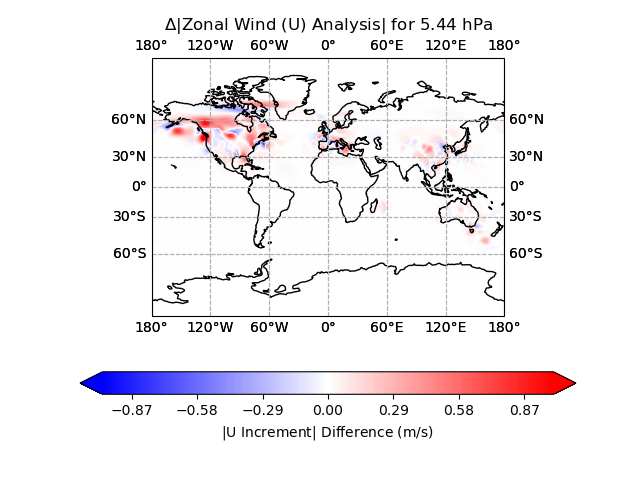 Δ|Zonal Wind (U) Analysis| for 5.44 hPa
180° 120°W 60°W 0° 60°E 120°E 180°
60°N 60°N
30°N 30°N
0° 0°
30°S 30°S
60°S 60°S
180° 120°W 60°W 0° 60°E 120°E 180°
−0.87 −0.58 −0.29 0.00 0.29 0.58 0.87
|U Increment| Difference (m/s)